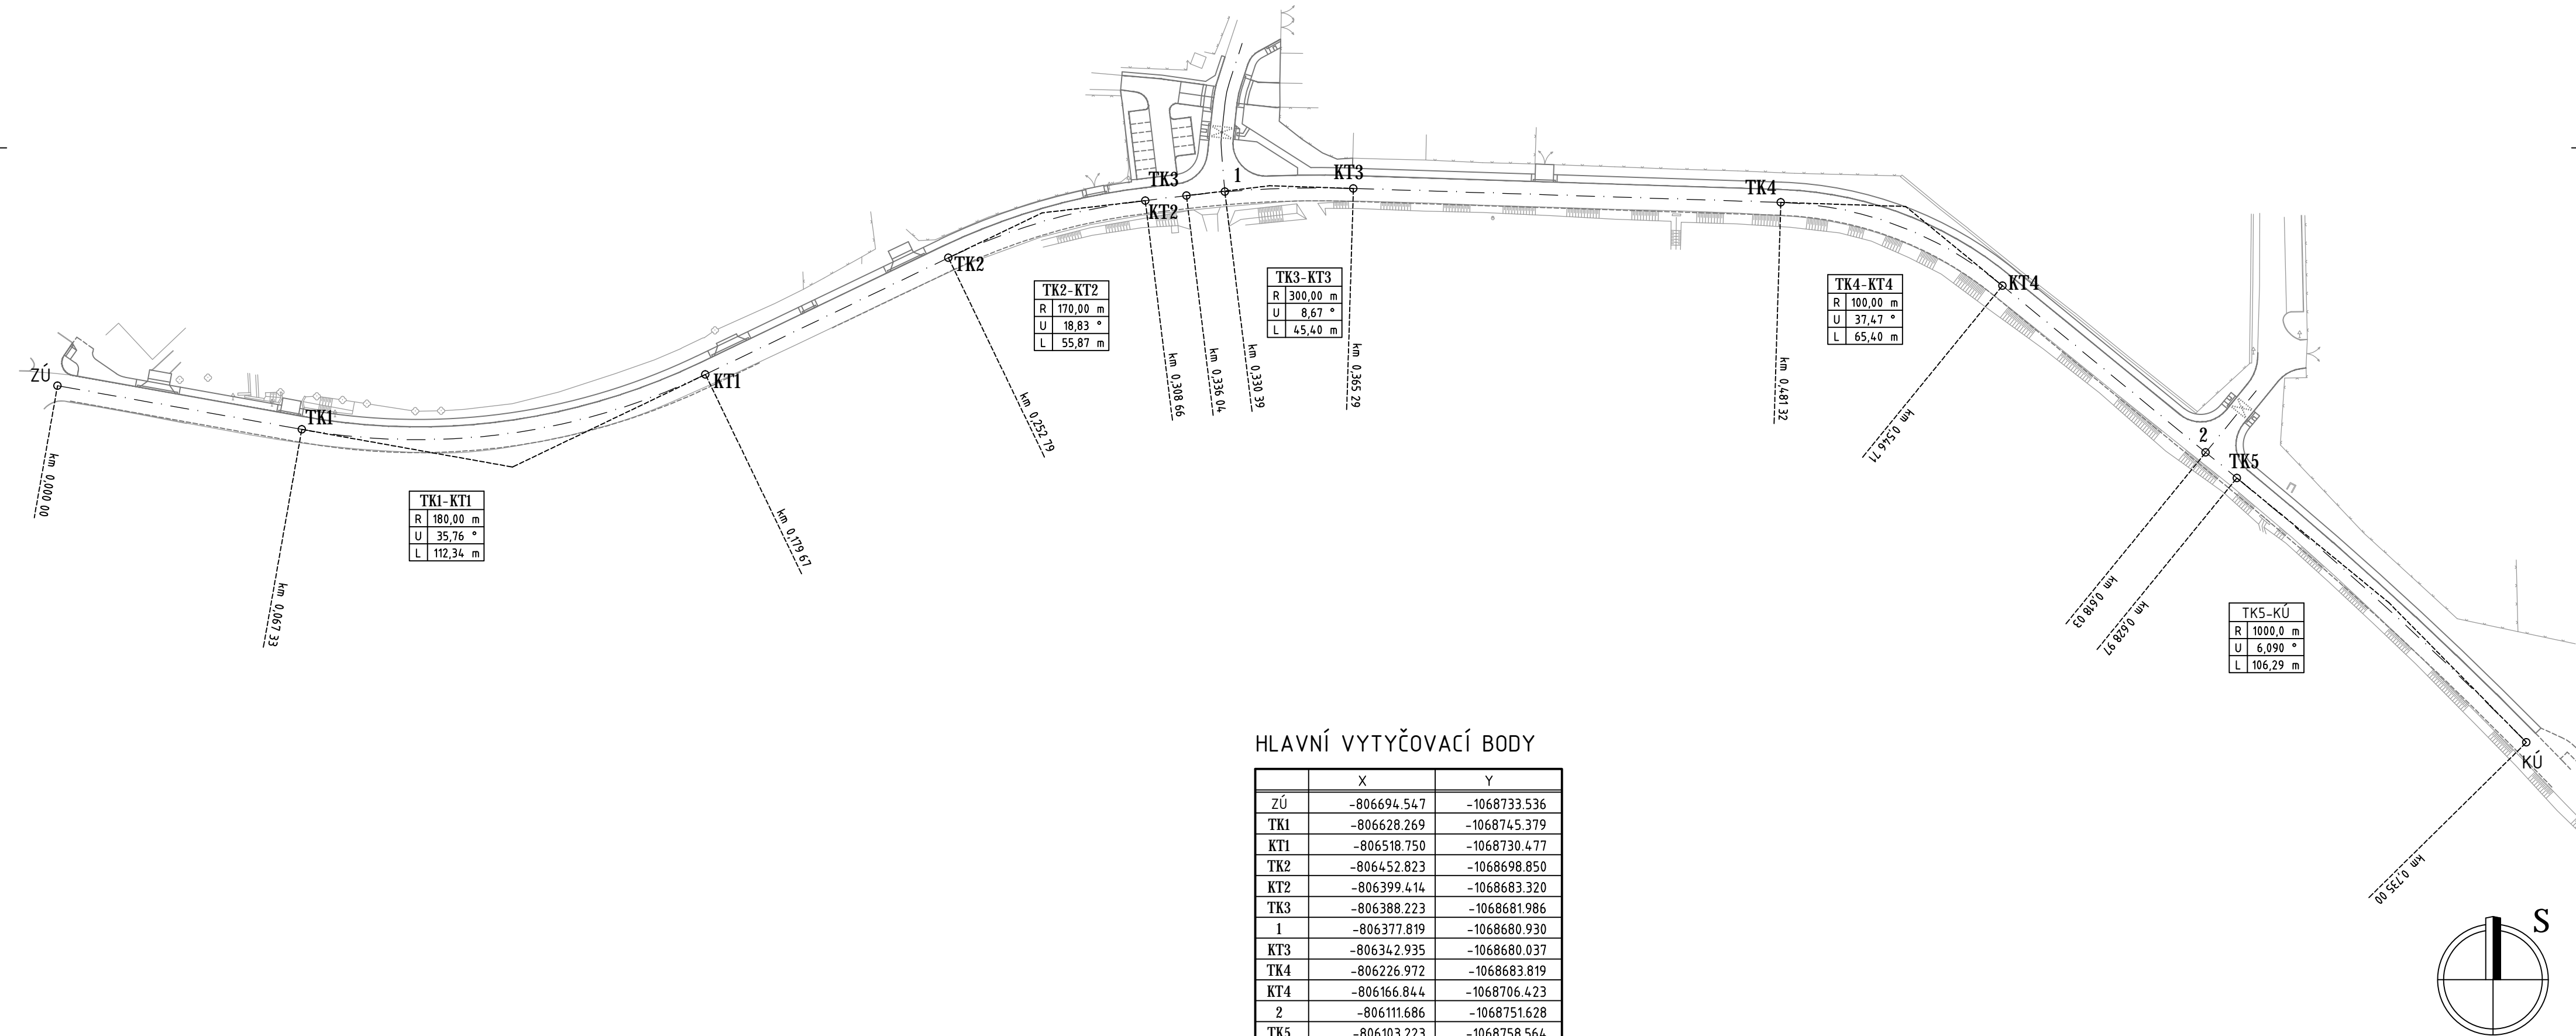 KT3
TK3
1
TK4
KT2
TK2
KT4
TK3-KT3
R 300,00 m
U 8,67 °
L 45,40 m
TK4-KT4
R 100,00 m
U 37,47 °
L 65,40 m
TK2-KT2
R 170,00 m
U 18,83 °
L 55,87 m
ZÚ
KT1
TK1
km 0,308 66
km 0,336 04
km 0,330 39
km 0,365 29
km 0,481 32
km 0,252 79
km 0,546 71
2
TK5
km 0,000 00
TK1-KT1
R 180,00 m
U 35,76 °
L 112,34 m
km 0,179 67
km 0,067 33
km 0,618 03
km 0,628 97
TK5-KÚ
R 1000,0 m
U 6,090 °
L 106,29 m
KÚ
km 0,735 00
HLAVNÍ VYTYČOVACÍ BODY
X Y
ZÚ -806694.547 -1068733.536
TK1 -806628.269 -1068745.379
KT1 -806518.750 -1068730.477
TK2 -806452.823 -1068698.850
KT2 -806399.414 -1068683.320
TK3 -806388.223 -1068681.986
1 -806377.819 -1068680.930
KT3 -806342.935 -1068680.037
TK4 -806226.972 -1068683.819
KT4 -806166.844 -1068706.423
2 -806111.686 -1068751.628
TK5 -806103.223 -1068758.564
S